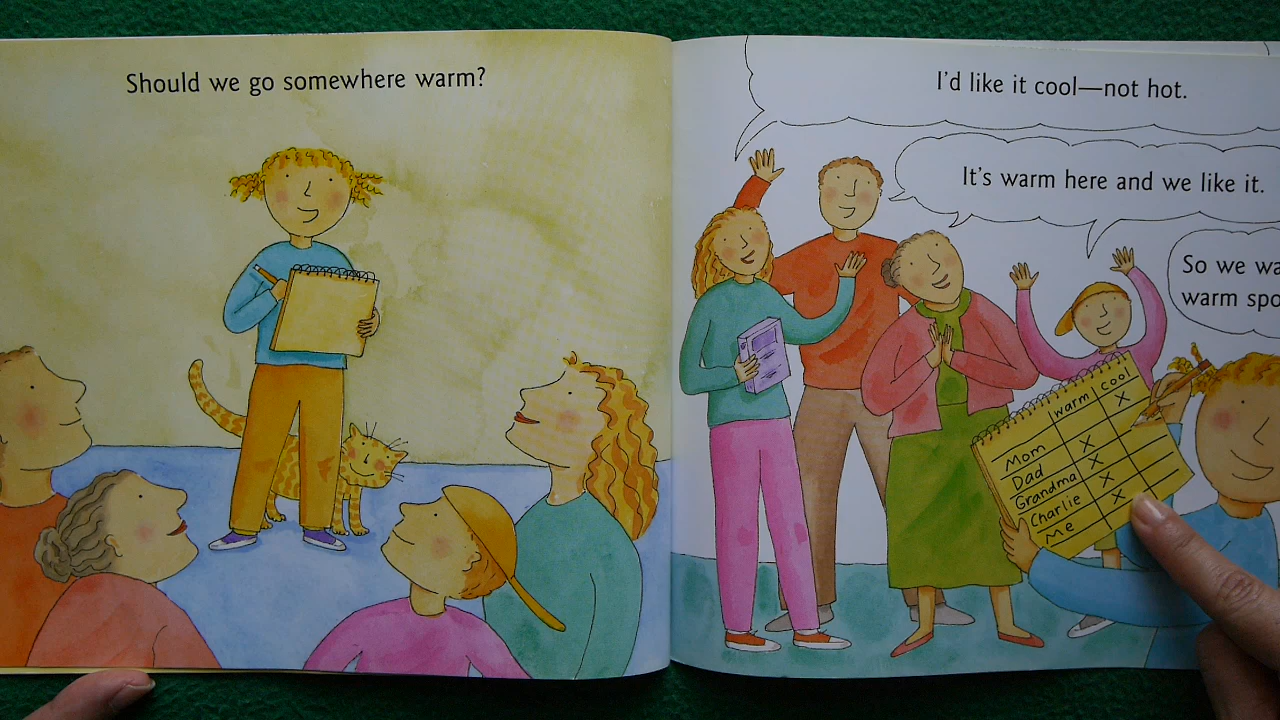 Should we go somewhere warm?
I'd like it cool—not hot.
It's warm here and we like it.
So we wa
warm spo
warm cool
Mom X
Dad X
Grandma X
Charlie X
Me X